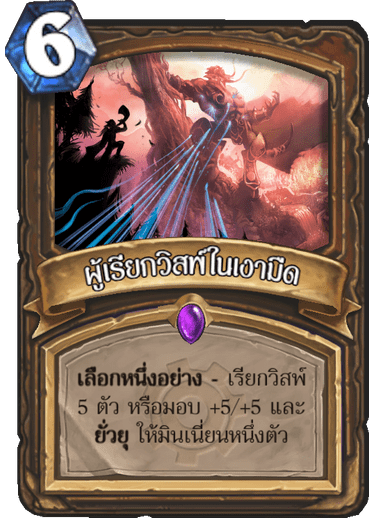 6
ผู้เรียกวิสพ์ในเงามืด
เลือกหนึ่งอย่าง - เรียกวิสพ์
5 ตัว หรือมอบ +5/+5 และ
ยั่วยุ ให้มินเนี่ยนหนึ่งตัว